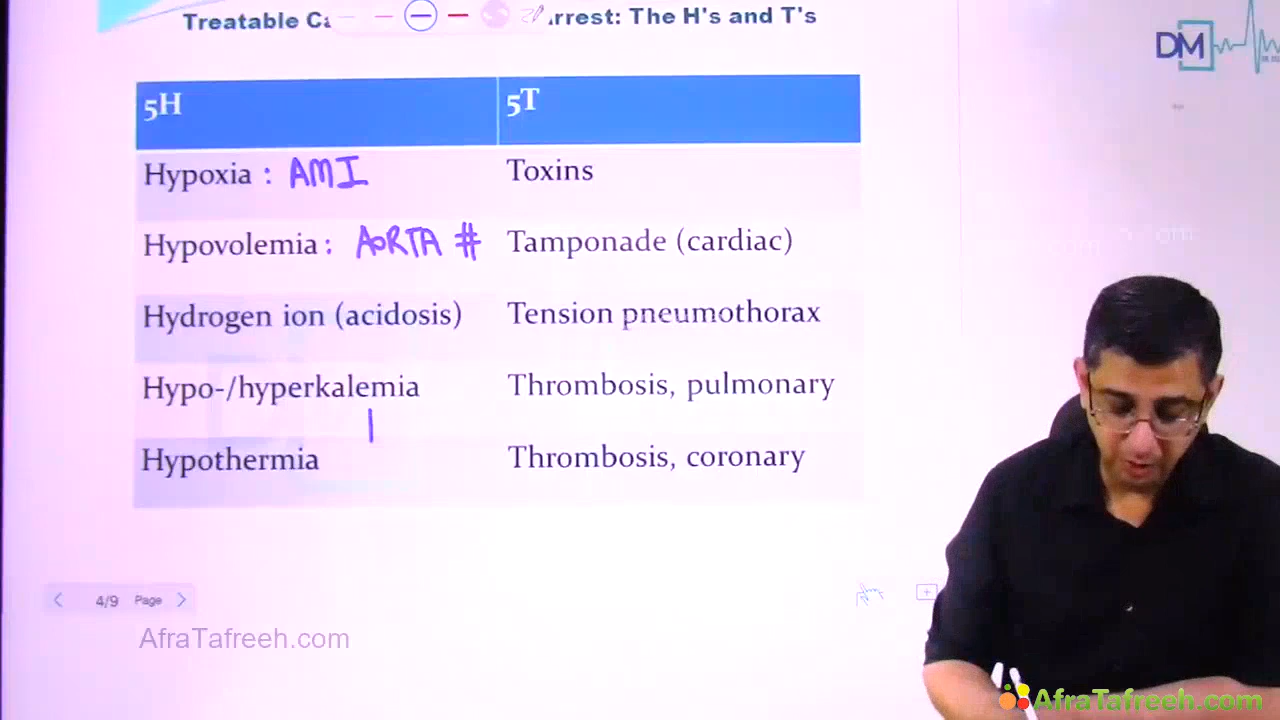 Treatable Ca rrest: The H's and T's
DM
5H 5T
Hypoxia : AMI Toxins
Hypovolemia : AORTA # Tamponade (cardiac)
Hydrogen ion (acidosis) Tension pneumothorax
Hypo-/hyperkalemia Thrombosis, pulmonary
Hypothermia Thrombosis, coronary
4/9 Page
AfraTafreeh.com
AfraTafreeh.com